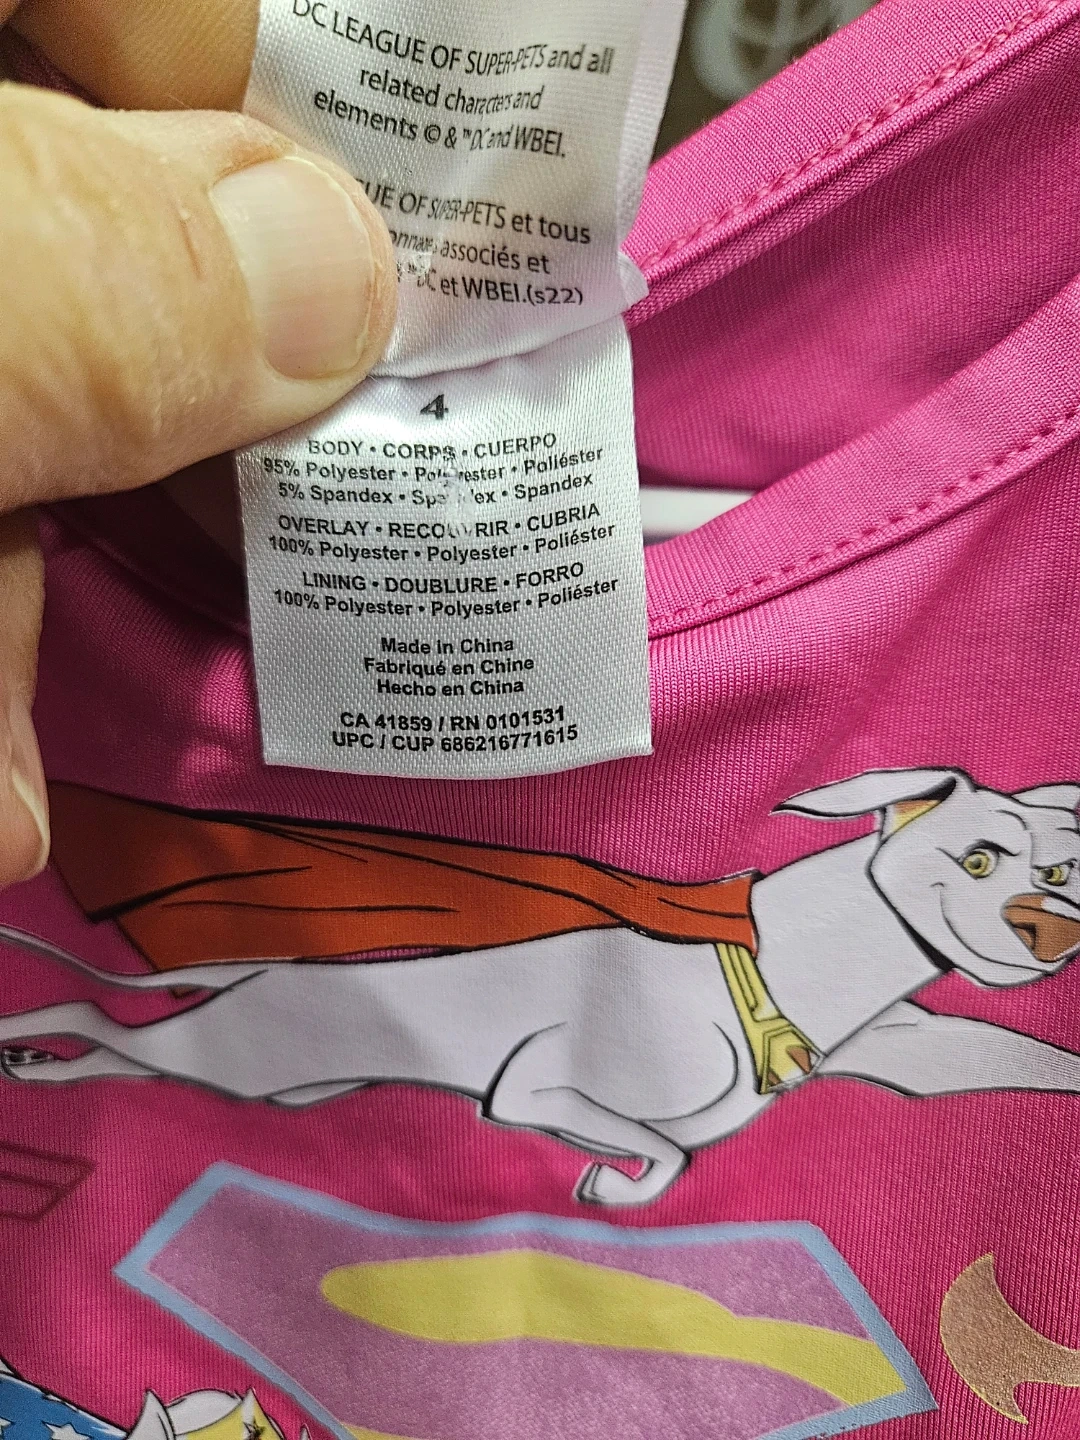 DC LEAGUE OF SUPER-PETS and all
related characters and
elements © & ™ DC and WBEI.
OF SUPER-PETS et tous
associés et
DC et WBEI.(s22)
4
BODY • CORPS • CUERPO
95% Polyester • Polyester • Poliéster
5% Spandex • Spandex • Spandex
OVERLAY • RECOUVRIR • CUBRIA
100% Polyester • Polyester • Poliéster
LINING • DOUBLURE • FORRO
100% Polyester • Polyester • Poliéster
Made in China
Fabriqué en Chine
Hecho en China
CA 41859 / RN 0101531
UPC / CUP 686216771615